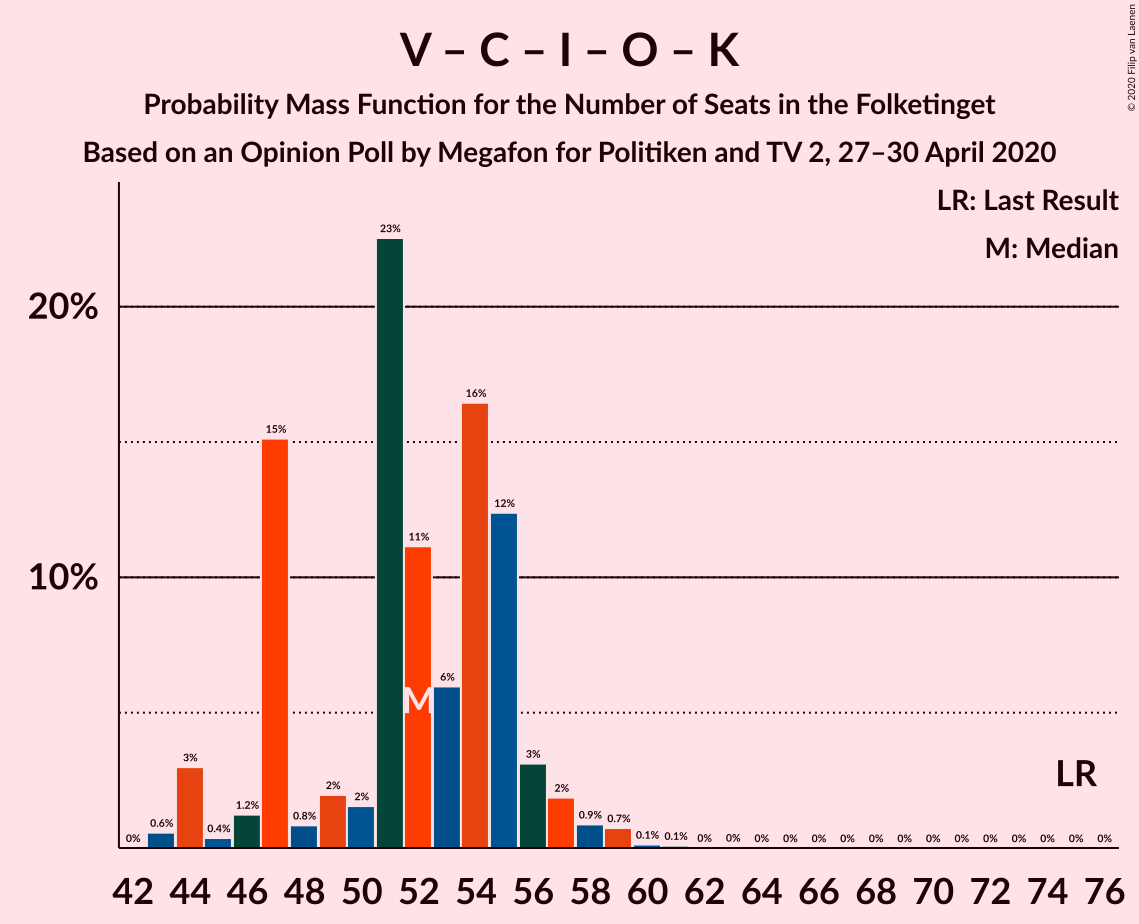 V – C – I – O – K
Probability Mass Function for the Number of Seats in the Folketinget
Based on an Opinion Poll by Megafon for Politiken and TV 2, 27–30 April 2020
© 2020 Filip van Laenen
LR: Last Result
M: Median
23%
20%
16%
15%
12%
11%
10%
6%
M
3%
3%
LR
2%
2%
2%
1.2%
0.8%
0.9%
0.7%
0%
0.6%
0.4%
0.1%
0.1%
0% 0% 0% 0% 0% 0% 0% 0% 0% 0% 0% 0% 0% 0% 0%
42 44 46 48 50 52 54 56 58 60 62 64 66 68 70 72 74 76